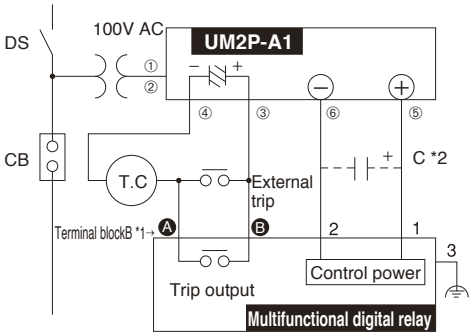 100V AC
UM2P-A1
DS
① − +
② − +
④ ③ ⑥ ⑤
+ C *2
CB
T.C
External
trip
Terminal blockB *1→ A B 2 1
3
Control power
Trip output
Multifunctional digital relay